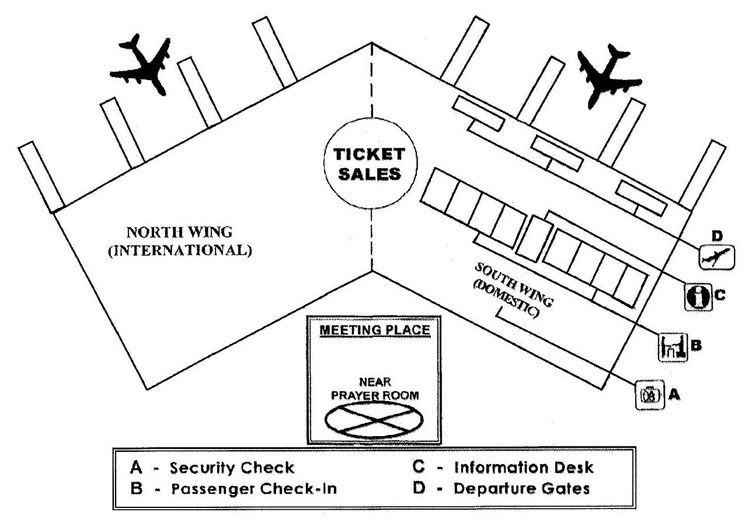 TICKET
SALES
NORTH WING
(INTERNATIONAL)
SOUTH WING
(DOMESTIC)
D
C
B
A
MEETING PLACE
NEAR
PRAYER ROOM
A - Security Check
B - Passenger Check-In
C - Information Desk
D - Departure Gates